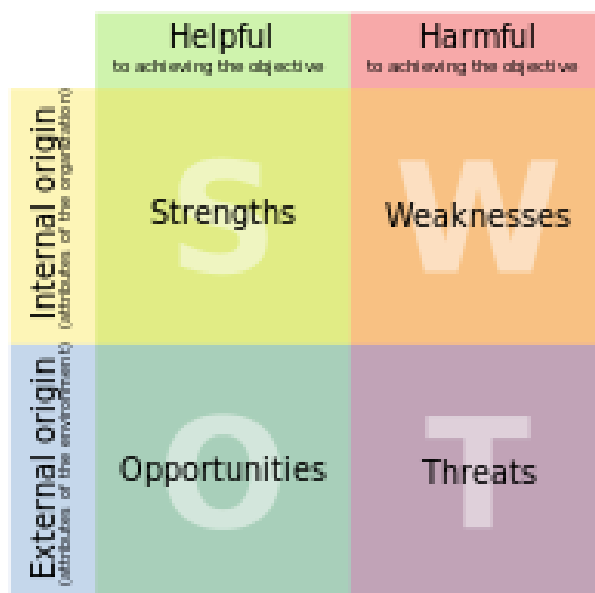 Helpful
to achieving the objective
Harmful
to achieving the objective
Internal origin
(attributes of the organization)
S
Strengths
W
Weaknesses
External origin
(attributes of the environment)
O
Opportunities
T
Threats